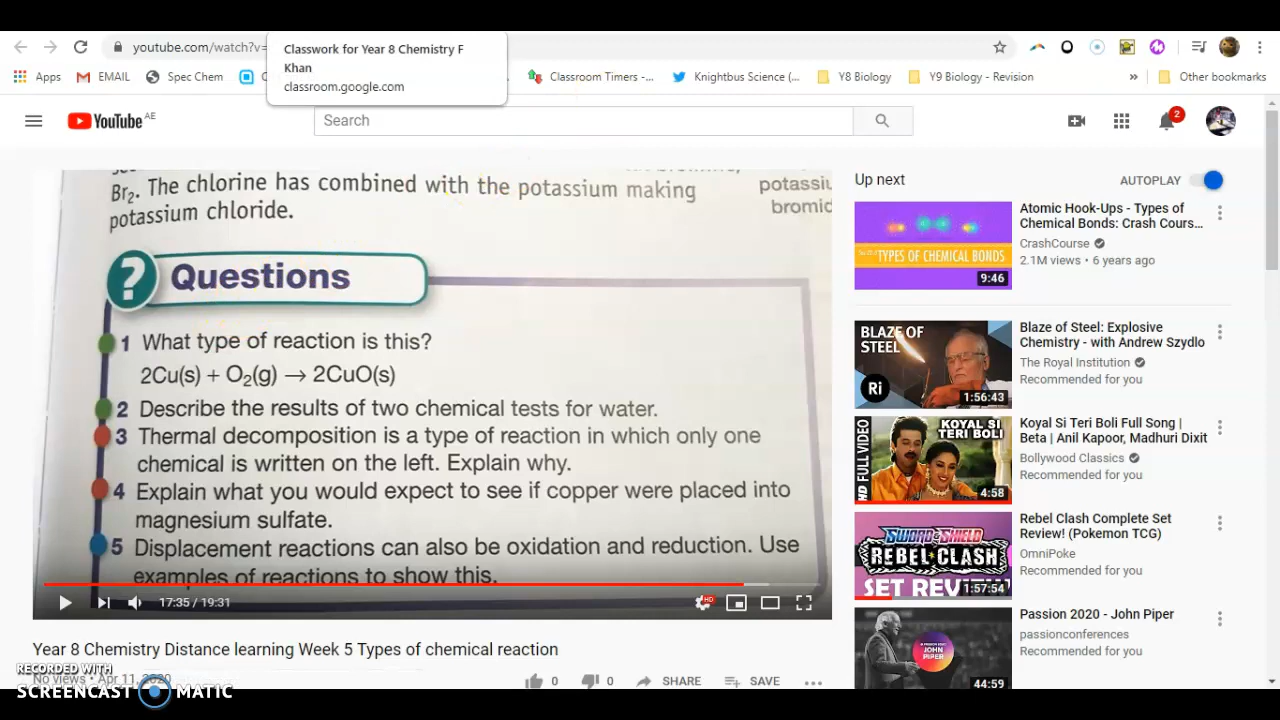 youtube.com/watch?v=
Classwork for Year 8 Chemistry F
Khan
classroom.google.com
Apps
EMAIL
Spec Chem
Classroom Timers -...
Knightbus Science (...
Y8 Biology
Y9 Biology - Revision
»
Other bookmarks
YouTube AE
Search
2
Br₂. The chlorine has combined with the potassium making
potassium chloride.
potassiu
bromid
? Questions
1 What type of reaction is this?
2Cu(s) + O₂(g) → 2CuO(s)
2 Describe the results of two chemical tests for water.
3 Thermal decomposition is a type of reaction in which only one
chemical is written on the left. Explain why.
4 Explain what you would expect to see if copper were placed into
magnesium sulfate.
5 Displacement reactions can also be oxidation and reduction. Use
examples of reactions to show this.
17:35 / 19:31
HD
Year 8 Chemistry Distance learning Week 5 Types of chemical reaction
No views • Apr 11, 2020
0
0
SHARE
SAVE
RECORDED WITH
SCREENCAST MATIC
Up next
AUTOPLAY
TYPES OF CHEMICAL BONDS
9:46
Atomic Hook-Ups - Types of
Chemical Bonds: Crash Cours...
CrashCourse
2.1M views • 6 years ago
BLAZE OF
STEEL
Ri
1:56:43
Blaze of Steel: Explosive
Chemistry - with Andrew Szydlo
The Royal Institution
Recommended for you
HD FULL VIDEO
KOYAL SI
TERI BOLI
4:58
Koyal Si Teri Boli Full Song |
Beta | Anil Kapoor, Madhuri Dixit
Bollywood Classics
Recommended for you
SWORD & SHIELD
REBEL CLASH
SET REVIEW
1:57:54
Rebel Clash Complete Set
Review! (Pokemon TCG)
OmniPoke
Recommended for you
JOHN
PIPER
44:59
Passion 2020 - John Piper
passionconferences
Recommended for you